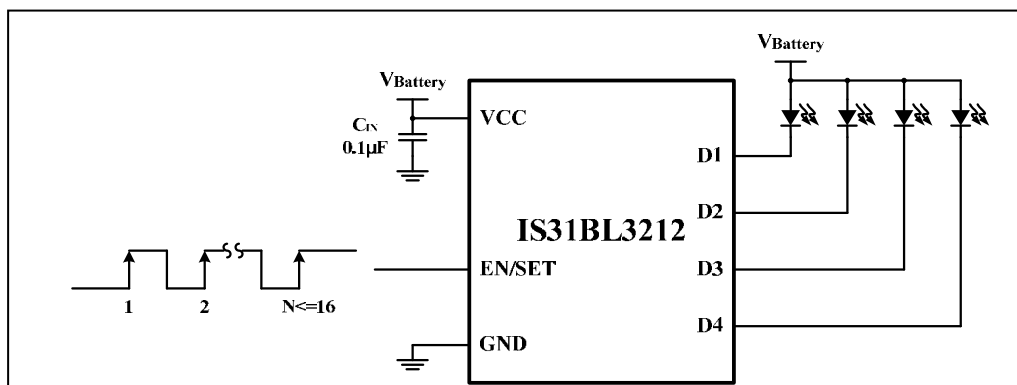 VBattery
VBattery
VCC
CIN
0.1µF
D1
D2
IS31BL3212
EN/SET
D3
1
2
N<=16
D4
GND